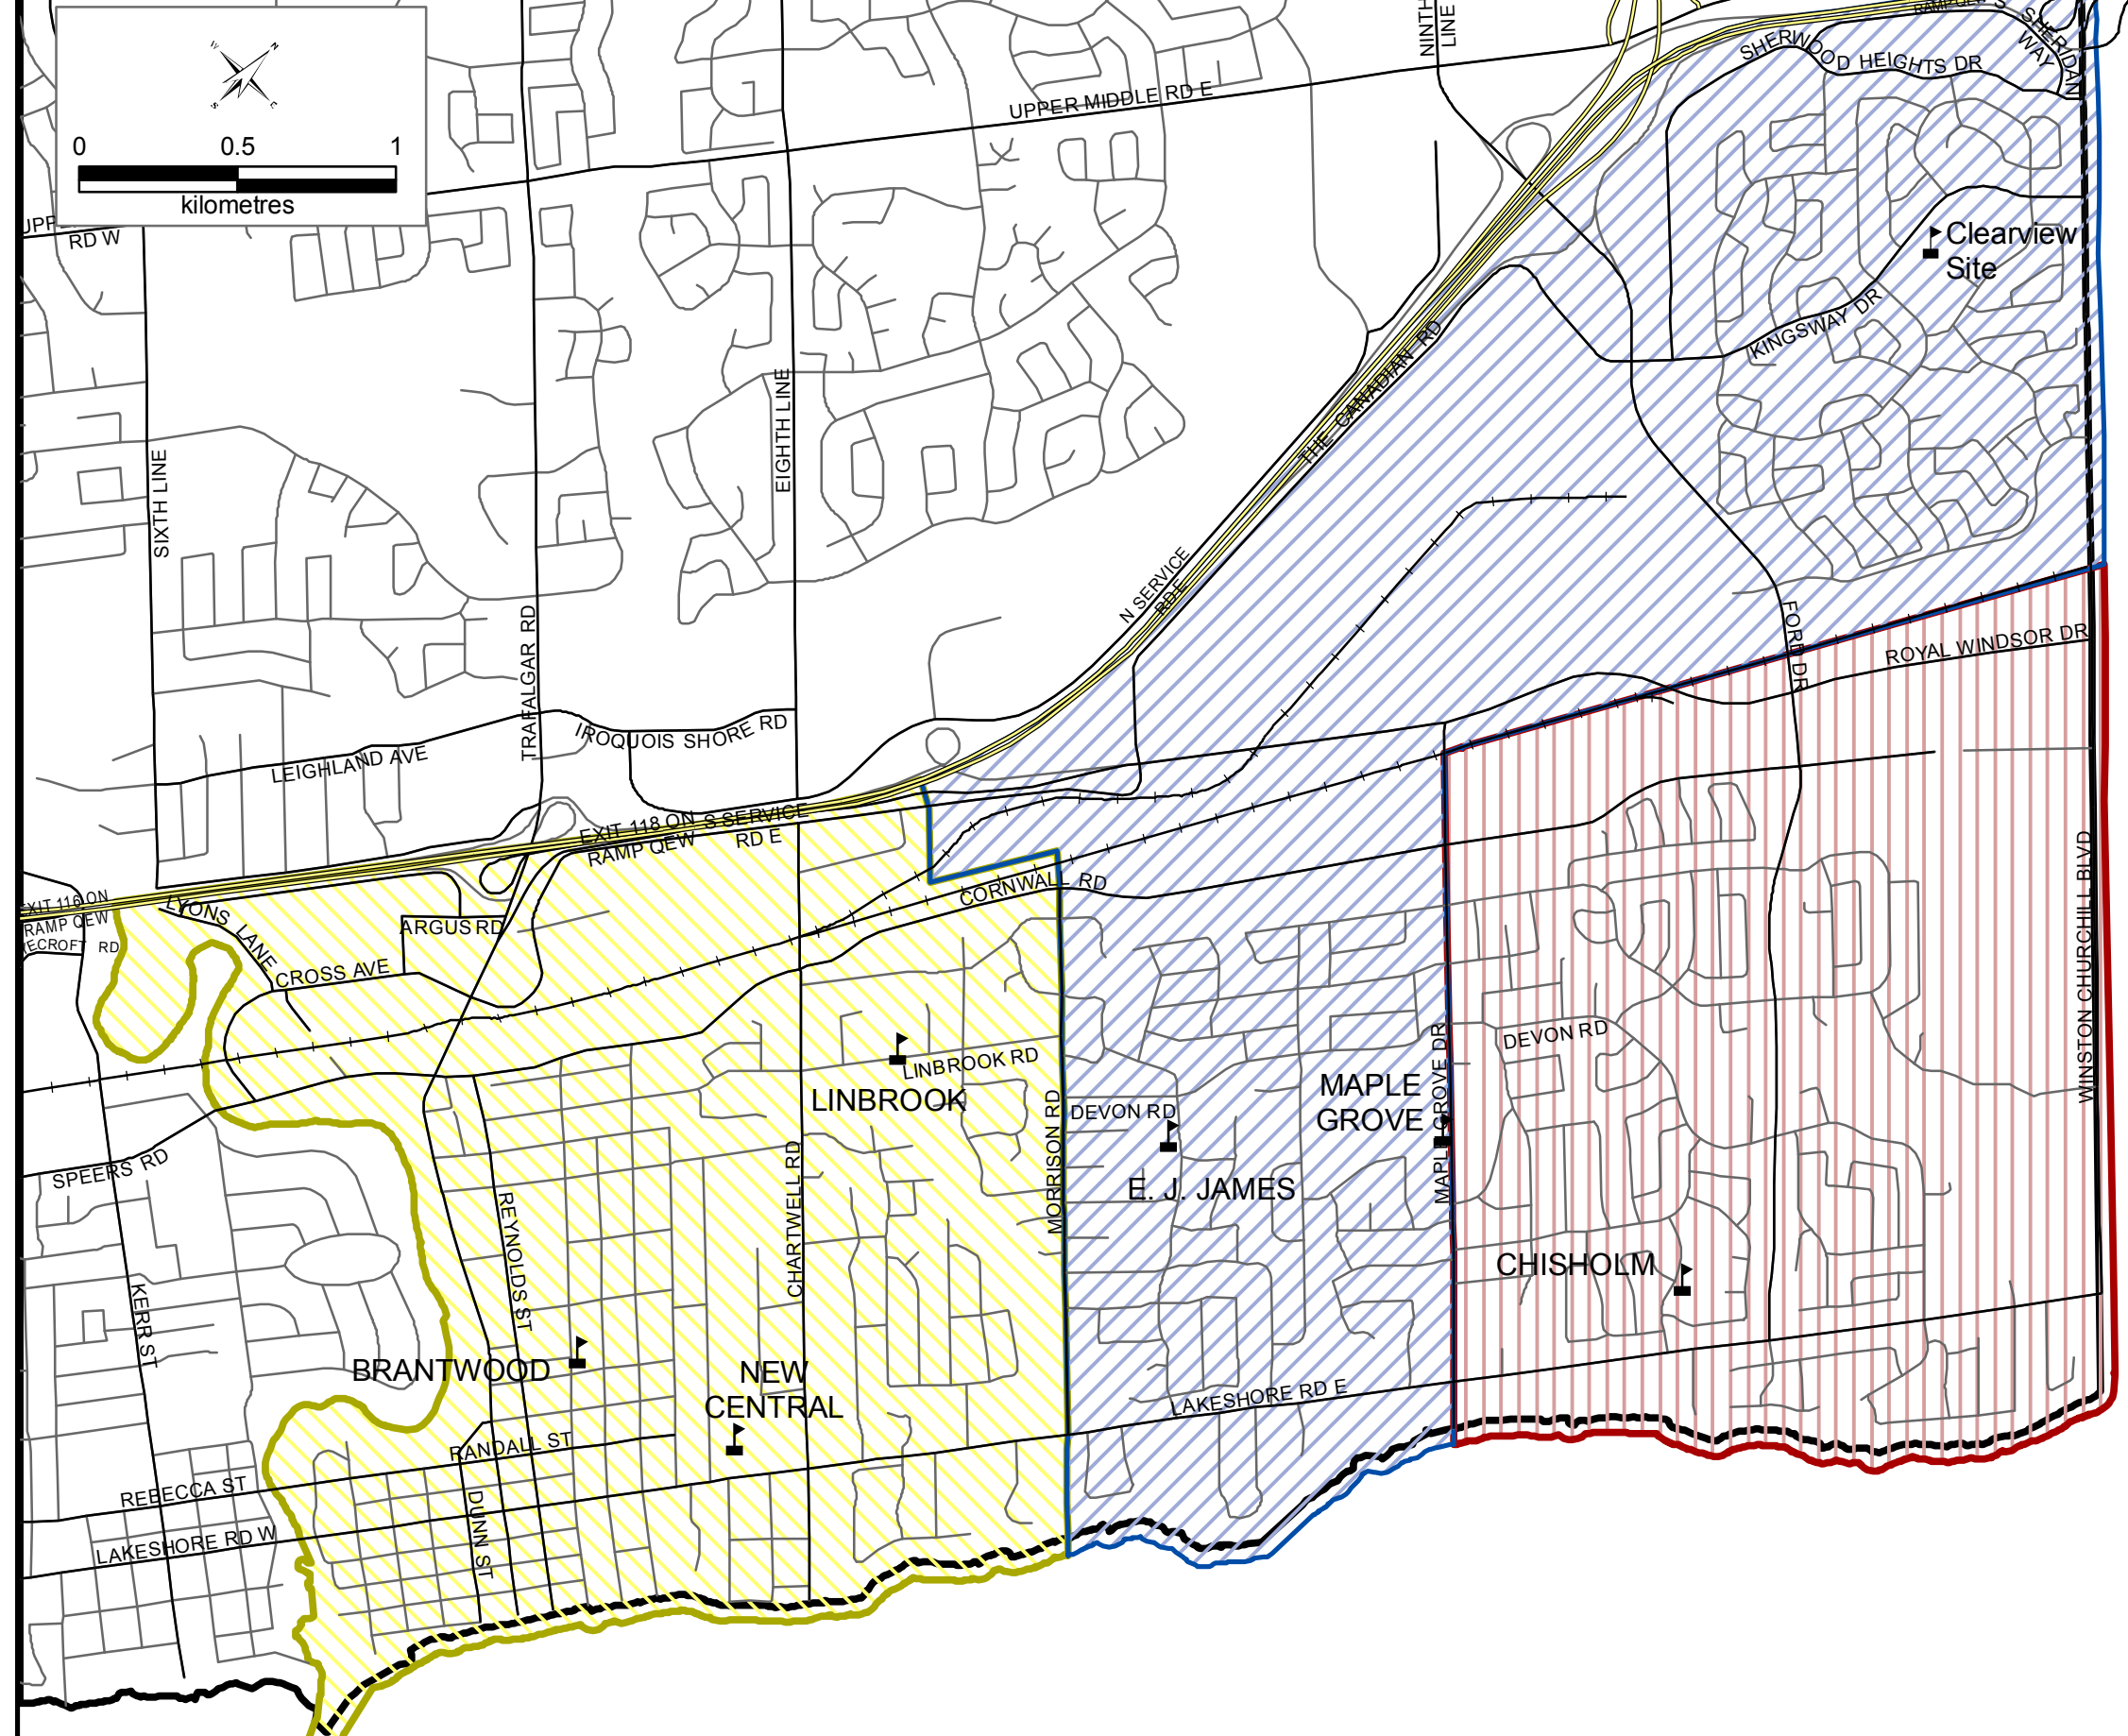 W
N
S
E
0 0.5 1
kilometres
RD W
NINTH
LINE
UPPER MIDDLE RD E
SHERWOOD HEIGHTS DR
S SHERIDAN
WAY
Clearview
Site
KINGSWAY DR
THE CANADIAN RD
N SERVICE
RD E
EIGHTH LINE
SIXTH LINE
TRAFALGAR RD
IROQUOIS SHORE RD
LEIGHLAND AVE
FORD DR
ROYAL WINDSOR DR
EXIT 118 ON S SERVICE
RAMP QEW RD E
EXIT 116 ON
RAMP QEW
RD
LYONS
LANE
ARGUS RD
CROSS AVE
CORNWALL RD
WINSTON CHURCHILL BLVD
DEVON RD
LINBROOK RD
LINBROOK
MORRISON RD
DEVON RD
MAPLE
GROVE
MAPLE GROVE DR
E. J. JAMES
SPEERS RD
REYNOLDS ST
CHARTWELL RD
CHISHOLM
KERR ST
BRANTWOOD
NEW
CENTRAL
LAKESHORE RD E
RANDALL ST
REBECCA ST
DUNN ST
LAKESHORE RD W